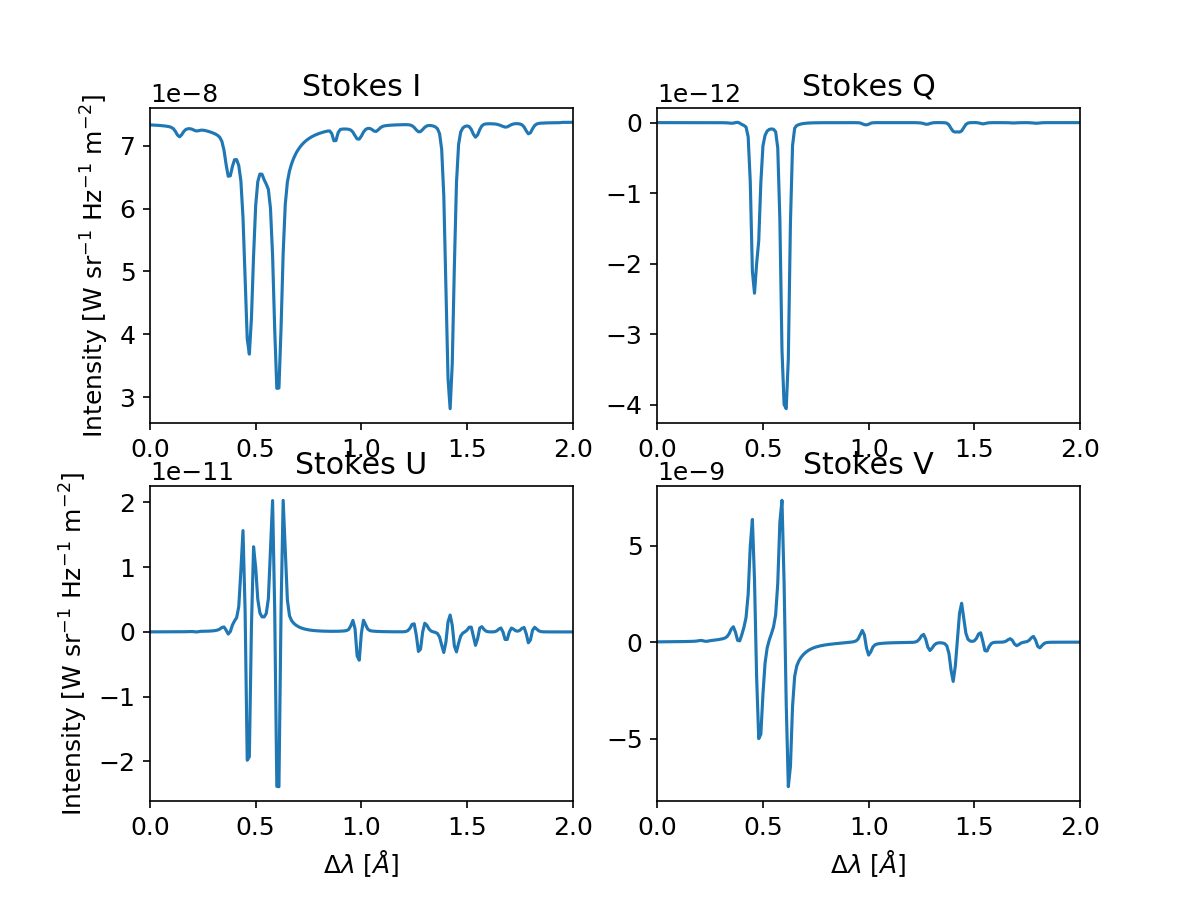 Stokes I
1e−8
Intensity [W sr⁻¹ Hz⁻¹ m⁻²]
7
6
5
4
3
0.0 0.5 1.0 1.5 2.0
Stokes Q
1e−12
0
−1
−2
−3
−4
0.0 0.5 1.0 1.5 2.0
Stokes U
1e−11
Intensity [W sr⁻¹ Hz⁻¹ m⁻²]
2
1
0
−1
−2
0.0 0.5 1.0 1.5 2.0
Δλ [Å]
Stokes V
1e−9
5
0
−5
0.0 0.5 1.0 1.5 2.0
Δλ [Å]